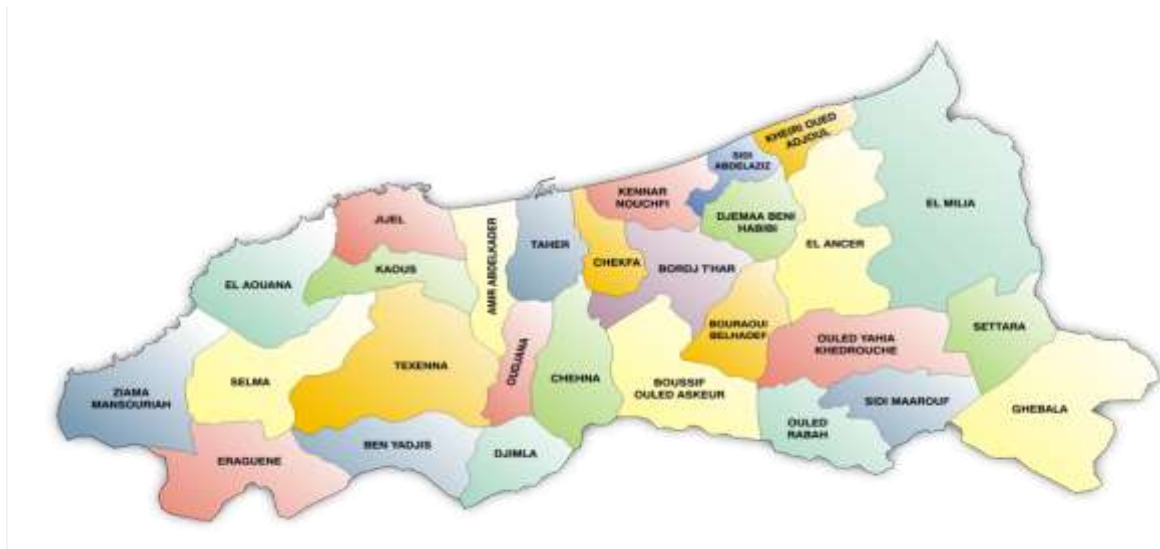 KHEIRI OUED
ADJOUL
SIDI
ABDELAZIZ
KENNAR
NOUCHFI
EL MILIA
JIJEL
DJEMAA BENI
HABIBI
AMIR ABDELKADER
TAHER
EL ANCER
CHEKFA
BORDJ T'HAR
KAOUS
EL AOUANA
SETTARA
BOURAOUI
BELHADEF
OULED YAHIA
KHEDROUCHE
OUDJANA
TEXENNA
CHEHNA
SELMA
BOUSSIF
OULED ASKEUR
ZIAMA
MANSOURIAH
SIDI MAAROUF
GHEBALA
OULED
RABAH
BEN YADJIS
DJIMLA
ERAGUENE